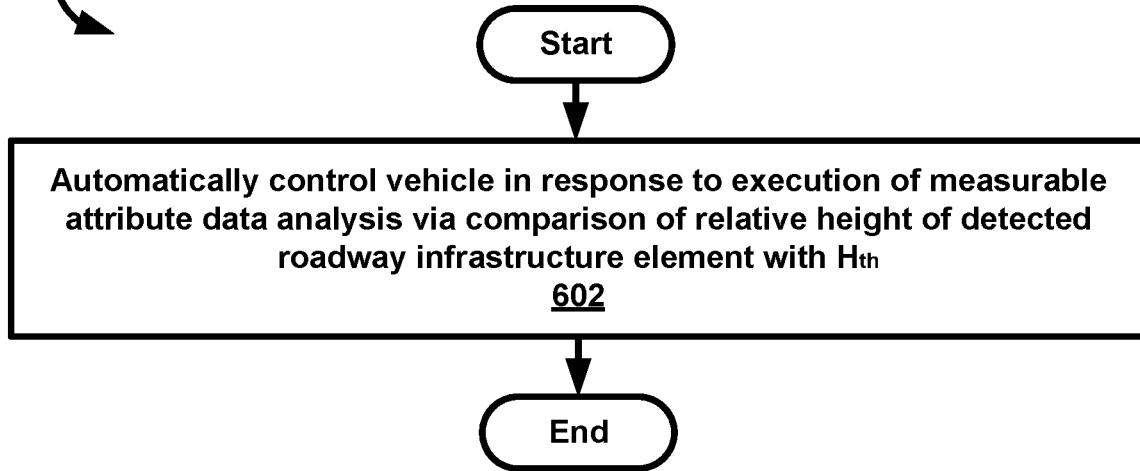 Start
Automatically control vehicle in response to execution of measurable
attribute data analysis via comparison of relative height of detected
roadway infrastructure element with Hth
602
End